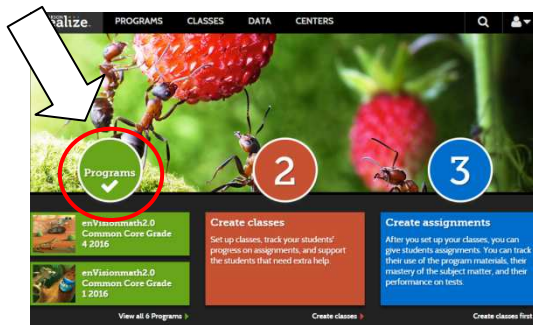 realize.
PROGRAMS CLASSES DATA CENTERS
Programs
2
3
enVisionmath2.0
Common Core Grade
4 2016
enVisionmath2.0
Common Core Grade
1 2016
View all 6 Programs
Create classes
Set up classes, track your students'
progress on assignments, and support
the students that need extra help.
Create classes
Create assignments
After you set up your classes, you can
give students assignments. You can track
their use of the program materials, their
mastery of the subject matter, and their
performance on tests.
Create classes first